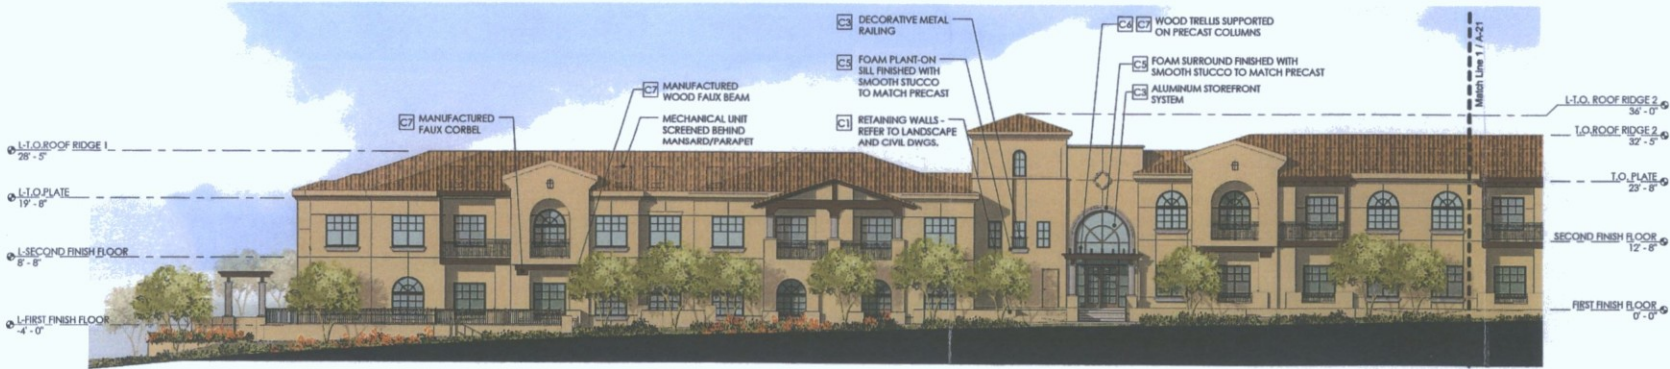 C3 DECORATIVE METAL
RAILING
C6 C7 WOOD TRELLIS SUPPORTED
ON PRECAST COLUMNS
C5 FOAM PLANT-ON
SILL FINISHED WITH
SMOOTH STUCCO
TO MATCH PRECAST
C5 FOAM SURROUND FINISHED WITH
SMOOTH STUCCO TO MATCH PRECAST
C3 ALUMINUM STOREFRONT
SYSTEM
C7 MANUFACTURED
WOOD FAUX BEAM
C7 MANUFACTURED
FAUX CORBEL
MECHANICAL UNIT
SCREENED BEHIND
MANSARD/PARAPET
C1 RETAINING WALLS -
REFER TO LANDSCAPE
AND CIVIL DWGS.
Match Line 1 / A-21
L-T.O.ROOF RIDGE 1
28' - 5"
L-T.O.PLATE
19' - 8"
L-SECOND FINISH FLOOR
8' - 8"
L-FIRST FINISH FLOOR
-4' - 0"
L-T.O. ROOF RIDGE 2
36' - 0"
T.O.ROOF RIDGE 2
32' - 5"
T.O. PLATE
23' - 8"
SECOND FINISH FLOOR
12' - 8"
FIRST FINISH FLOOR
0' - 0"